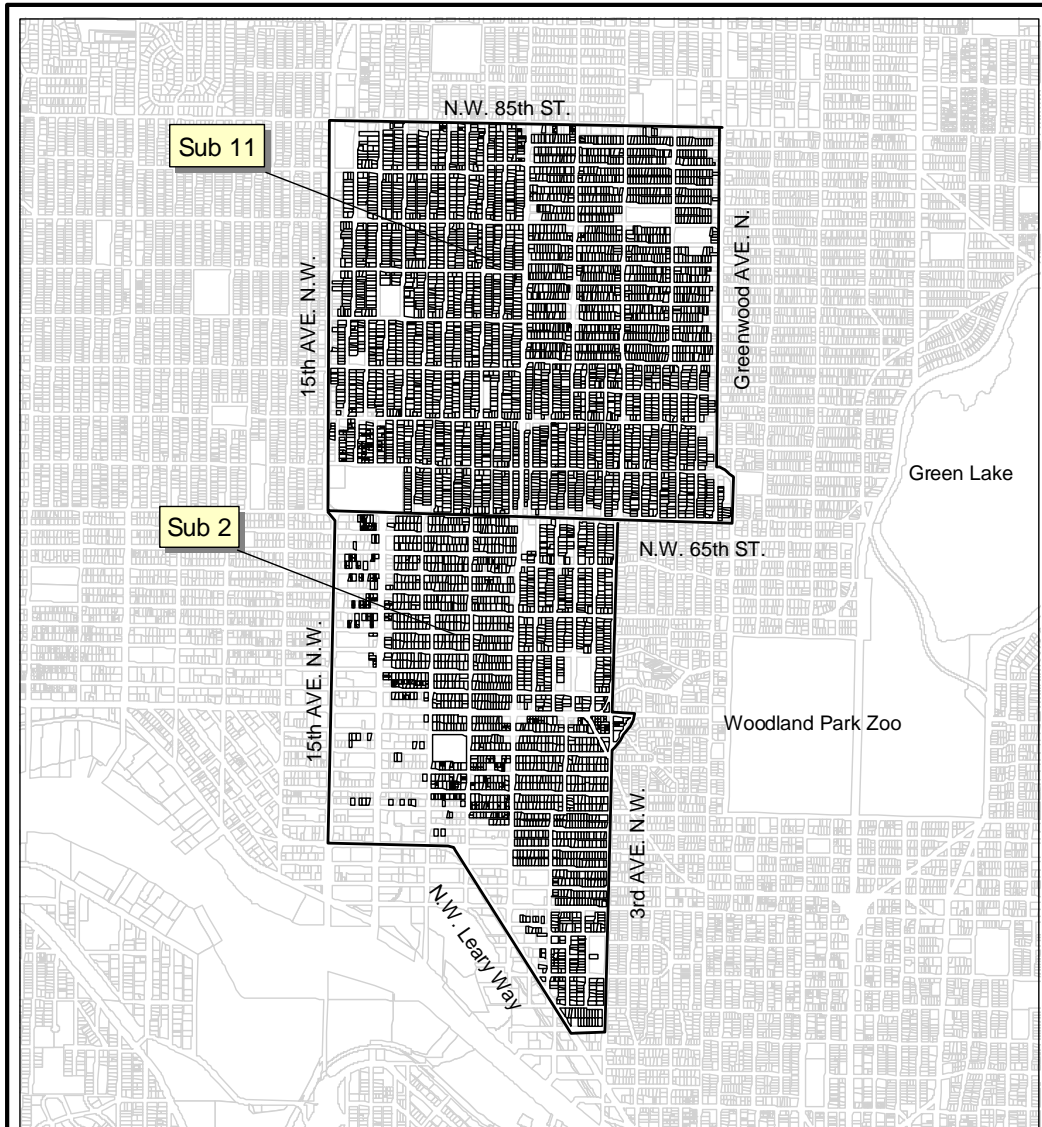 N.W. 85th ST.
Sub 11
15th AVE. N.W.
Greenwood AVE. N.
Green Lake
Sub 2
N.W. 65th ST.
15th AVE. N.W.
Woodland Park Zoo
3rd AVE. N.W.
N.W. Leary Way